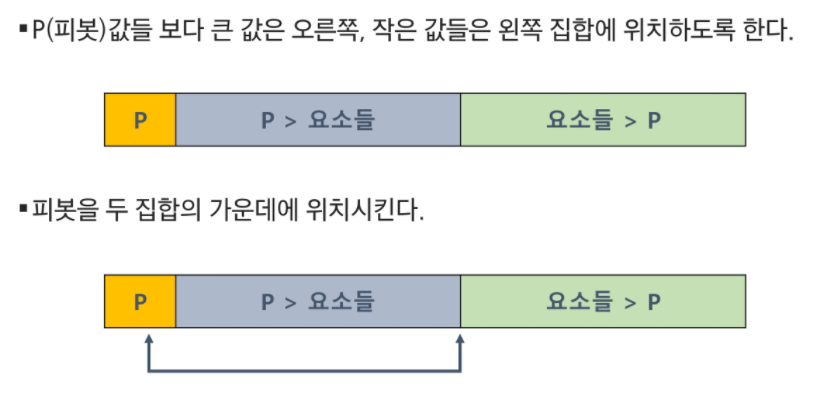 ▪P(피봇)값들 보다 큰 값은 오른쪽, 작은 값들은 왼쪽 집합에 위치하도록 한다.
P P > 요소들 요소들 > P
▪피봇을 두 집합의 가운데에 위치시킨다.
P P > 요소들 요소들 > P